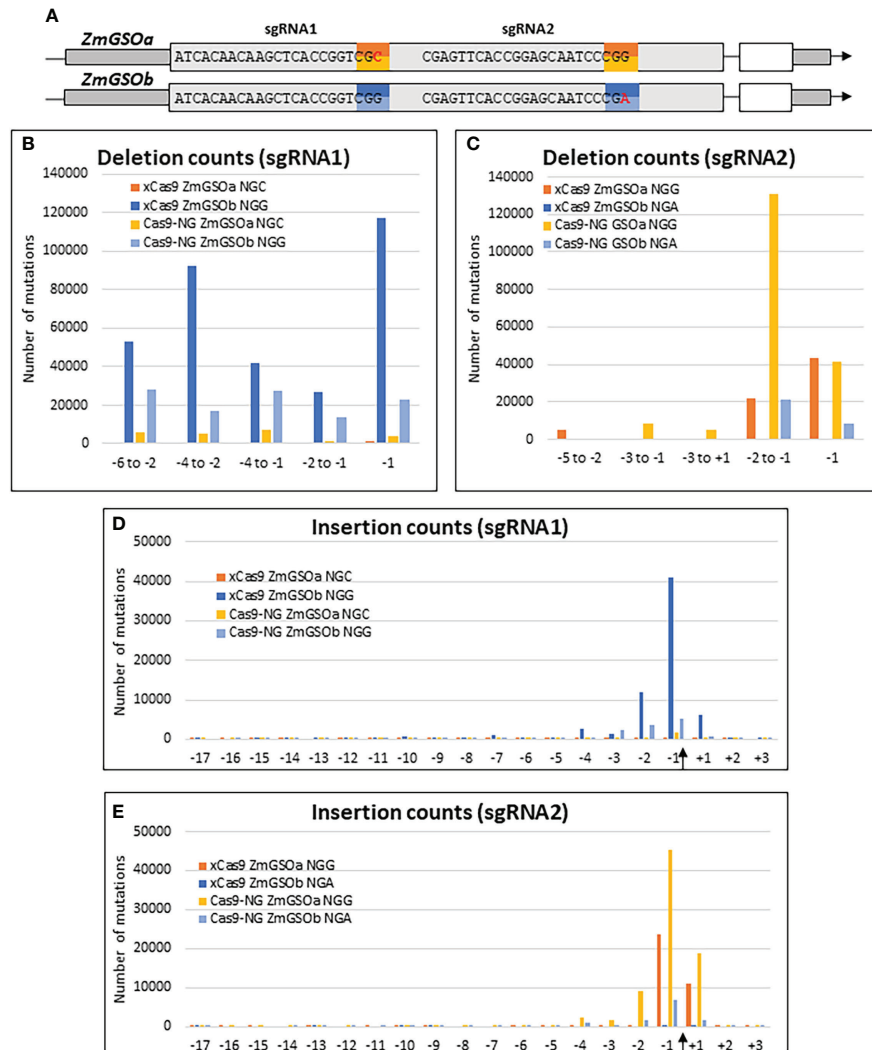 A
sgRNA1 sgRNA2
ZmGSOa
ATCACAACAAGCTCACCGGTCGC CGAGTTCACCGGAGCAATCCCGG
ZmGSOb
ATCACAACAAGCTCACCGGTCGG CGAGTTCACCGGAGCAATCCCGA
B
Deletion counts (sgRNA1)
140000
120000
100000
80000
60000
40000
20000
0
Number of mutations
xCas9 ZmGSOa NGC
xCas9 ZmGSOb NGG
Cas9-NG ZmGSOa NGC
Cas9-NG ZmGSOb NGG
-6 to -2 -4 to -2 -4 to -1 -2 to -1 -1
C
Deletion counts (sgRNA2)
140000
120000
100000
80000
60000
40000
20000
0
Number of mutations
xCas9 ZmGSOa NGG
xCas9 ZmGSOb NGA
Cas9-NG GSOa NGG
Cas9-NG GSOb NGA
-5 to -2 -3 to -1 -3 to +1 -2 to -1 -1
D
Insertion counts (sgRNA1)
50000
40000
30000
20000
10000
0
Number of mutations
xCas9 ZmGSOa NGC
xCas9 ZmGSOb NGG
Cas9-NG ZmGSOa NGC
Cas9-NG ZmGSOb NGG
-17 -16 -15 -14 -13 -12 -11 -10 -9 -8 -7 -6 -5 -4 -3 -2 -1 +1 +2 +3
E
Insertion counts (sgRNA2)
50000
40000
30000
20000
10000
0
Number of mutations
xCas9 ZmGSOa NGG
xCas9 ZmGSOb NGA
Cas9-NG ZmGSOa NGG
Cas9-NG ZmGSOb NGA
-17 -16 -15 -14 -13 -12 -11 -10 -9 -8 -7 -6 -5 -4 -3 -2 -1 +1 +2 +3